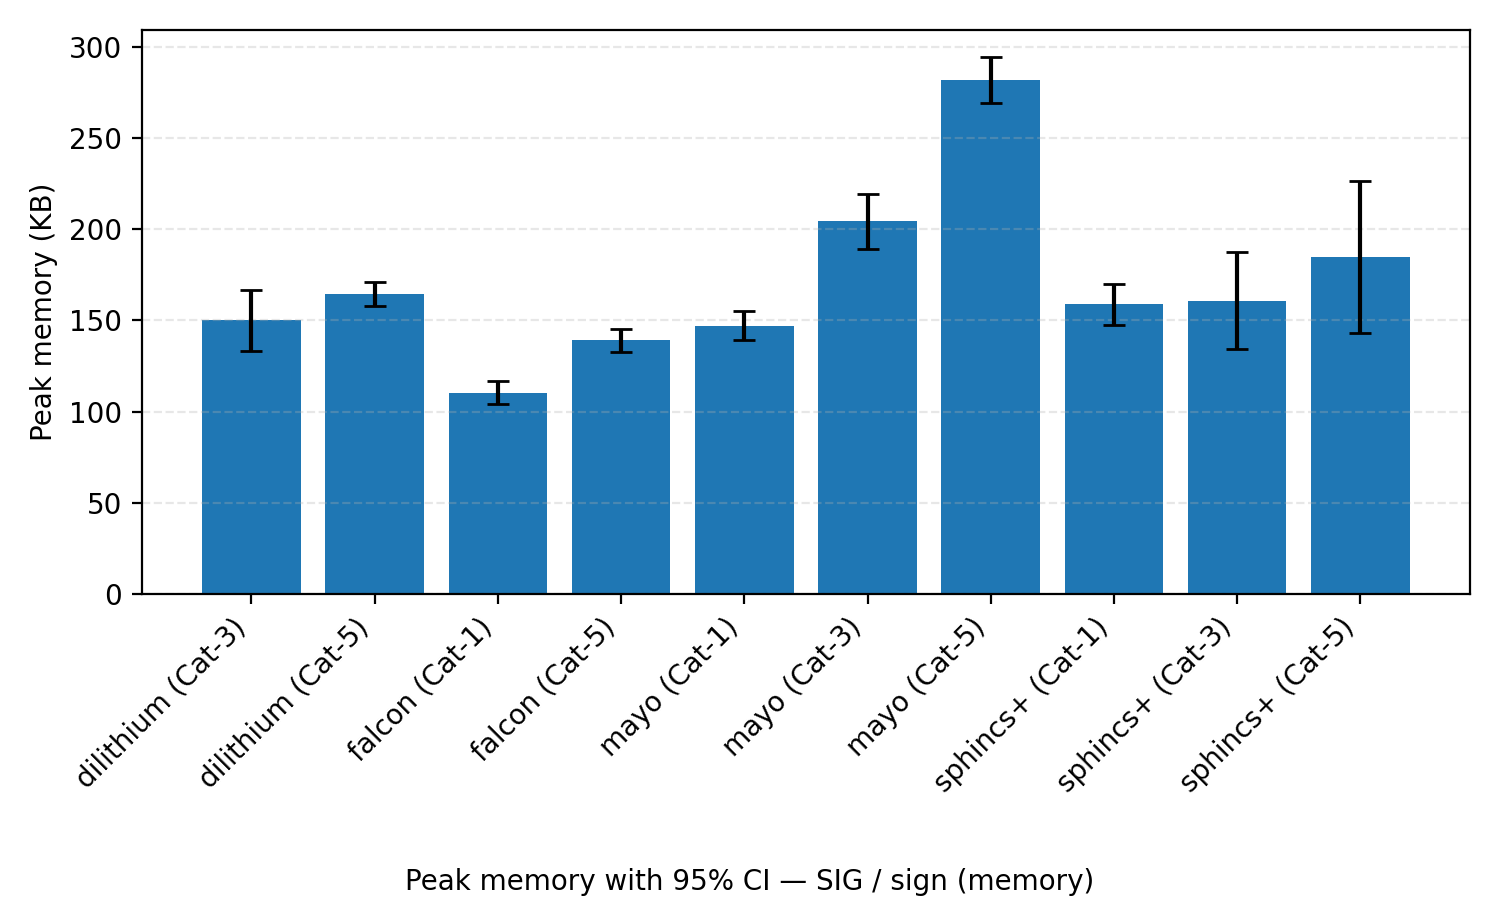 300
250
200
150
100
50
0
Peak memory (KB)
dilithium (Cat-3)
dilithium (Cat-5)
falcon (Cat-1)
falcon (Cat-5)
mayo (Cat-1)
mayo (Cat-3)
mayo (Cat-5)
sphincs+ (Cat-1)
sphincs+ (Cat-3)
sphincs+ (Cat-5)
Peak memory with 95% CI — SIG / sign (memory)